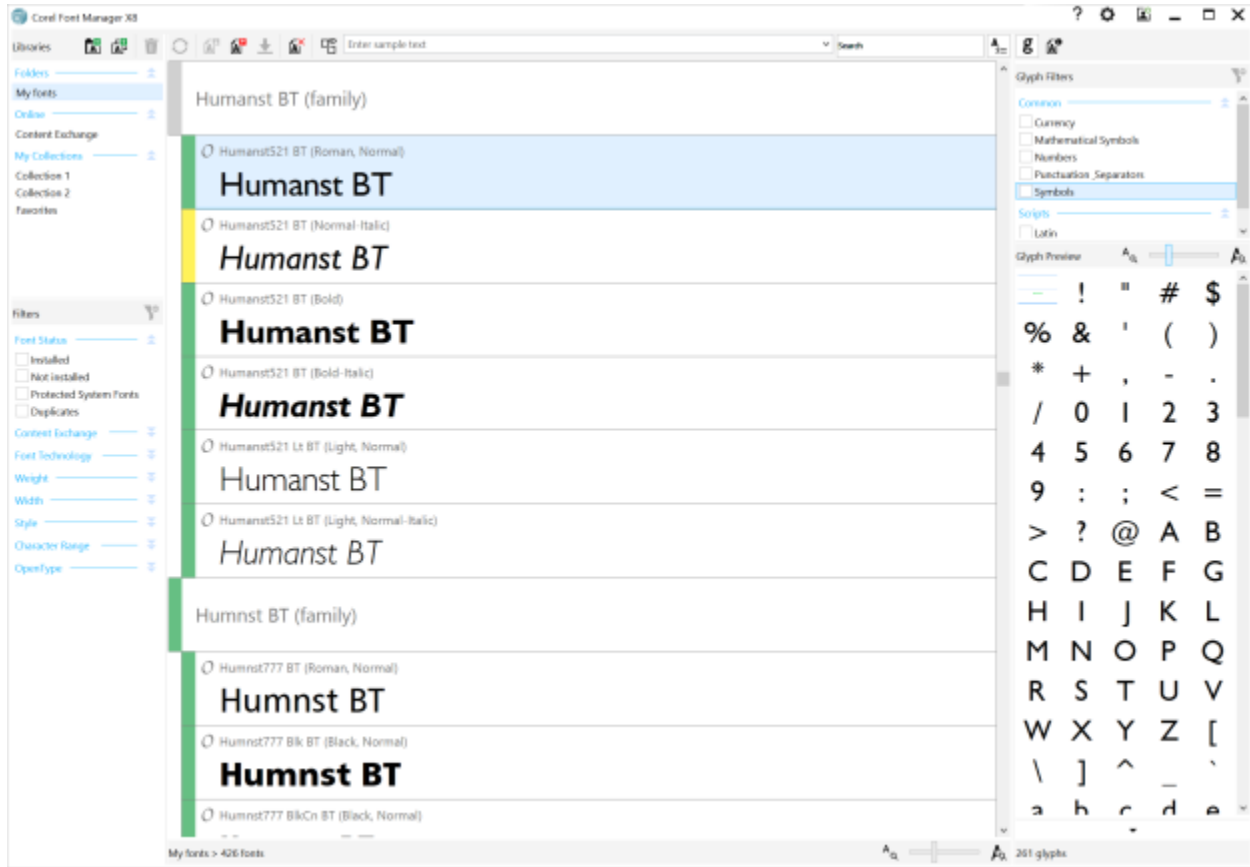 Corel Font Manager X8
Libraries
Enter sample text
Search
Folders
My fonts
Online
Content Exchange
My Collections
Collection 1
Collection 2
Favorites
Filters
Font Status
Installed
Not installed
Protected System Fonts
Duplicates
Content Exchange
Font Technology
Weight
Width
Style
Character Range
OpenType
Humanst BT (family)
Humanst521 BT (Roman, Normal)
Humanst BT
Humanst521 BT (Normal-Italic)
Humanst BT
Humanst521 BT (Bold)
Humanst BT
Humanst521 BT (Bold-Italic)
Humanst BT
Humanst521 Lt BT (Light, Normal)
Humanst BT
Humanst521 Lt BT (Light, Normal-Italic)
Humanst BT
Humnst BT (family)
Humnst777 BT (Roman, Normal)
Humnst BT
Humnst777 Blk BT (Black, Normal)
Humnst BT
Humnst777 BlkCn BT (Black, Normal)
My fonts > 426 fonts
Glyph Filters
Common
Currency
Mathematical Symbols
Numbers
Punctuation ,Separators
Symbols
Scripts
Latin
Glyph Preview
! " # $
% & ' ( )
* + , - .
/ 0 1 2 3
4 5 6 7 8
9 : ; < =
> ? @ A B
C D E F G
H I J K L
M N O P Q
R S T U V
W X Y Z [
\ ] ^ _ `
a b c d e
261 glyphs